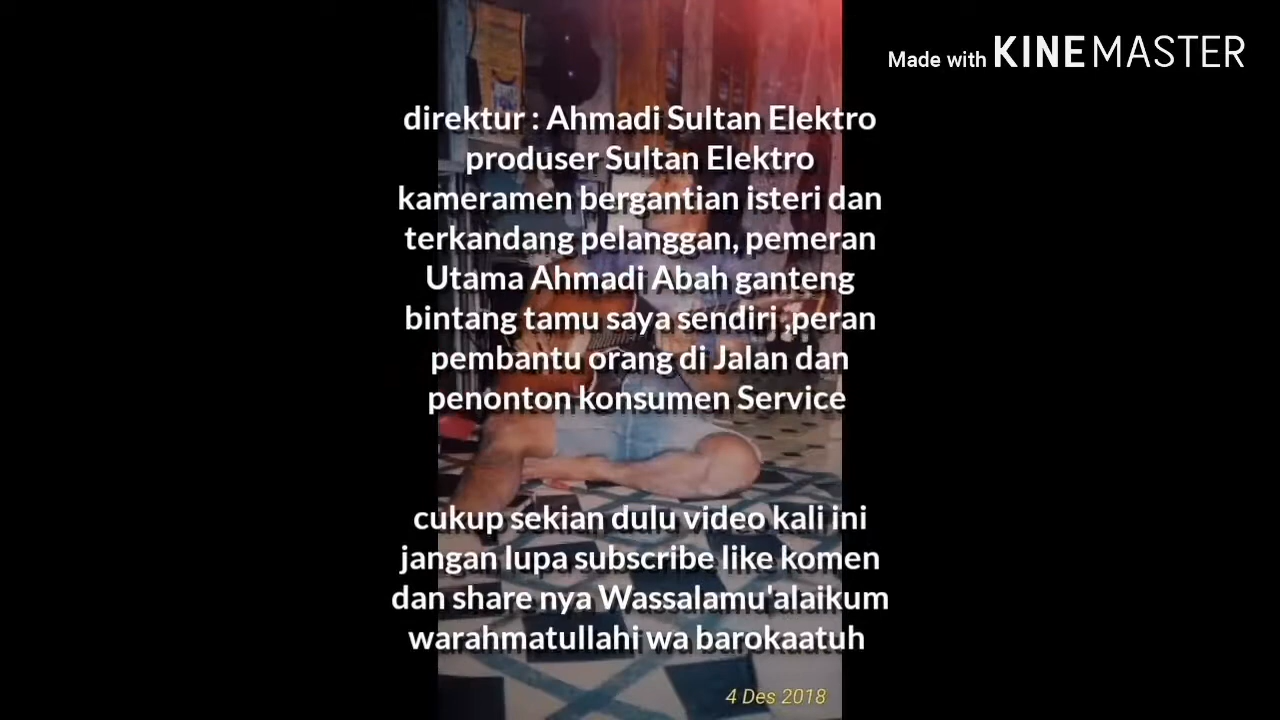 Made with KINEMASTER
direktur : Ahmadi Sultan Elektro
produser Sultan Elektro
kameramen bergantian isteri dan
terkandang pelanggan, pemeran
Utama Ahmadi Abah ganteng
bintang tamu saya sendiri ,peran
pembantu orang di Jalan dan
penonton konsumen Service
cukup sekian dulu video kali ini
jangan lupa subscribe like komen
dan share nya Wassalamu'alaikum
warahmatullahi wa barokaatuh
4 Des 2018